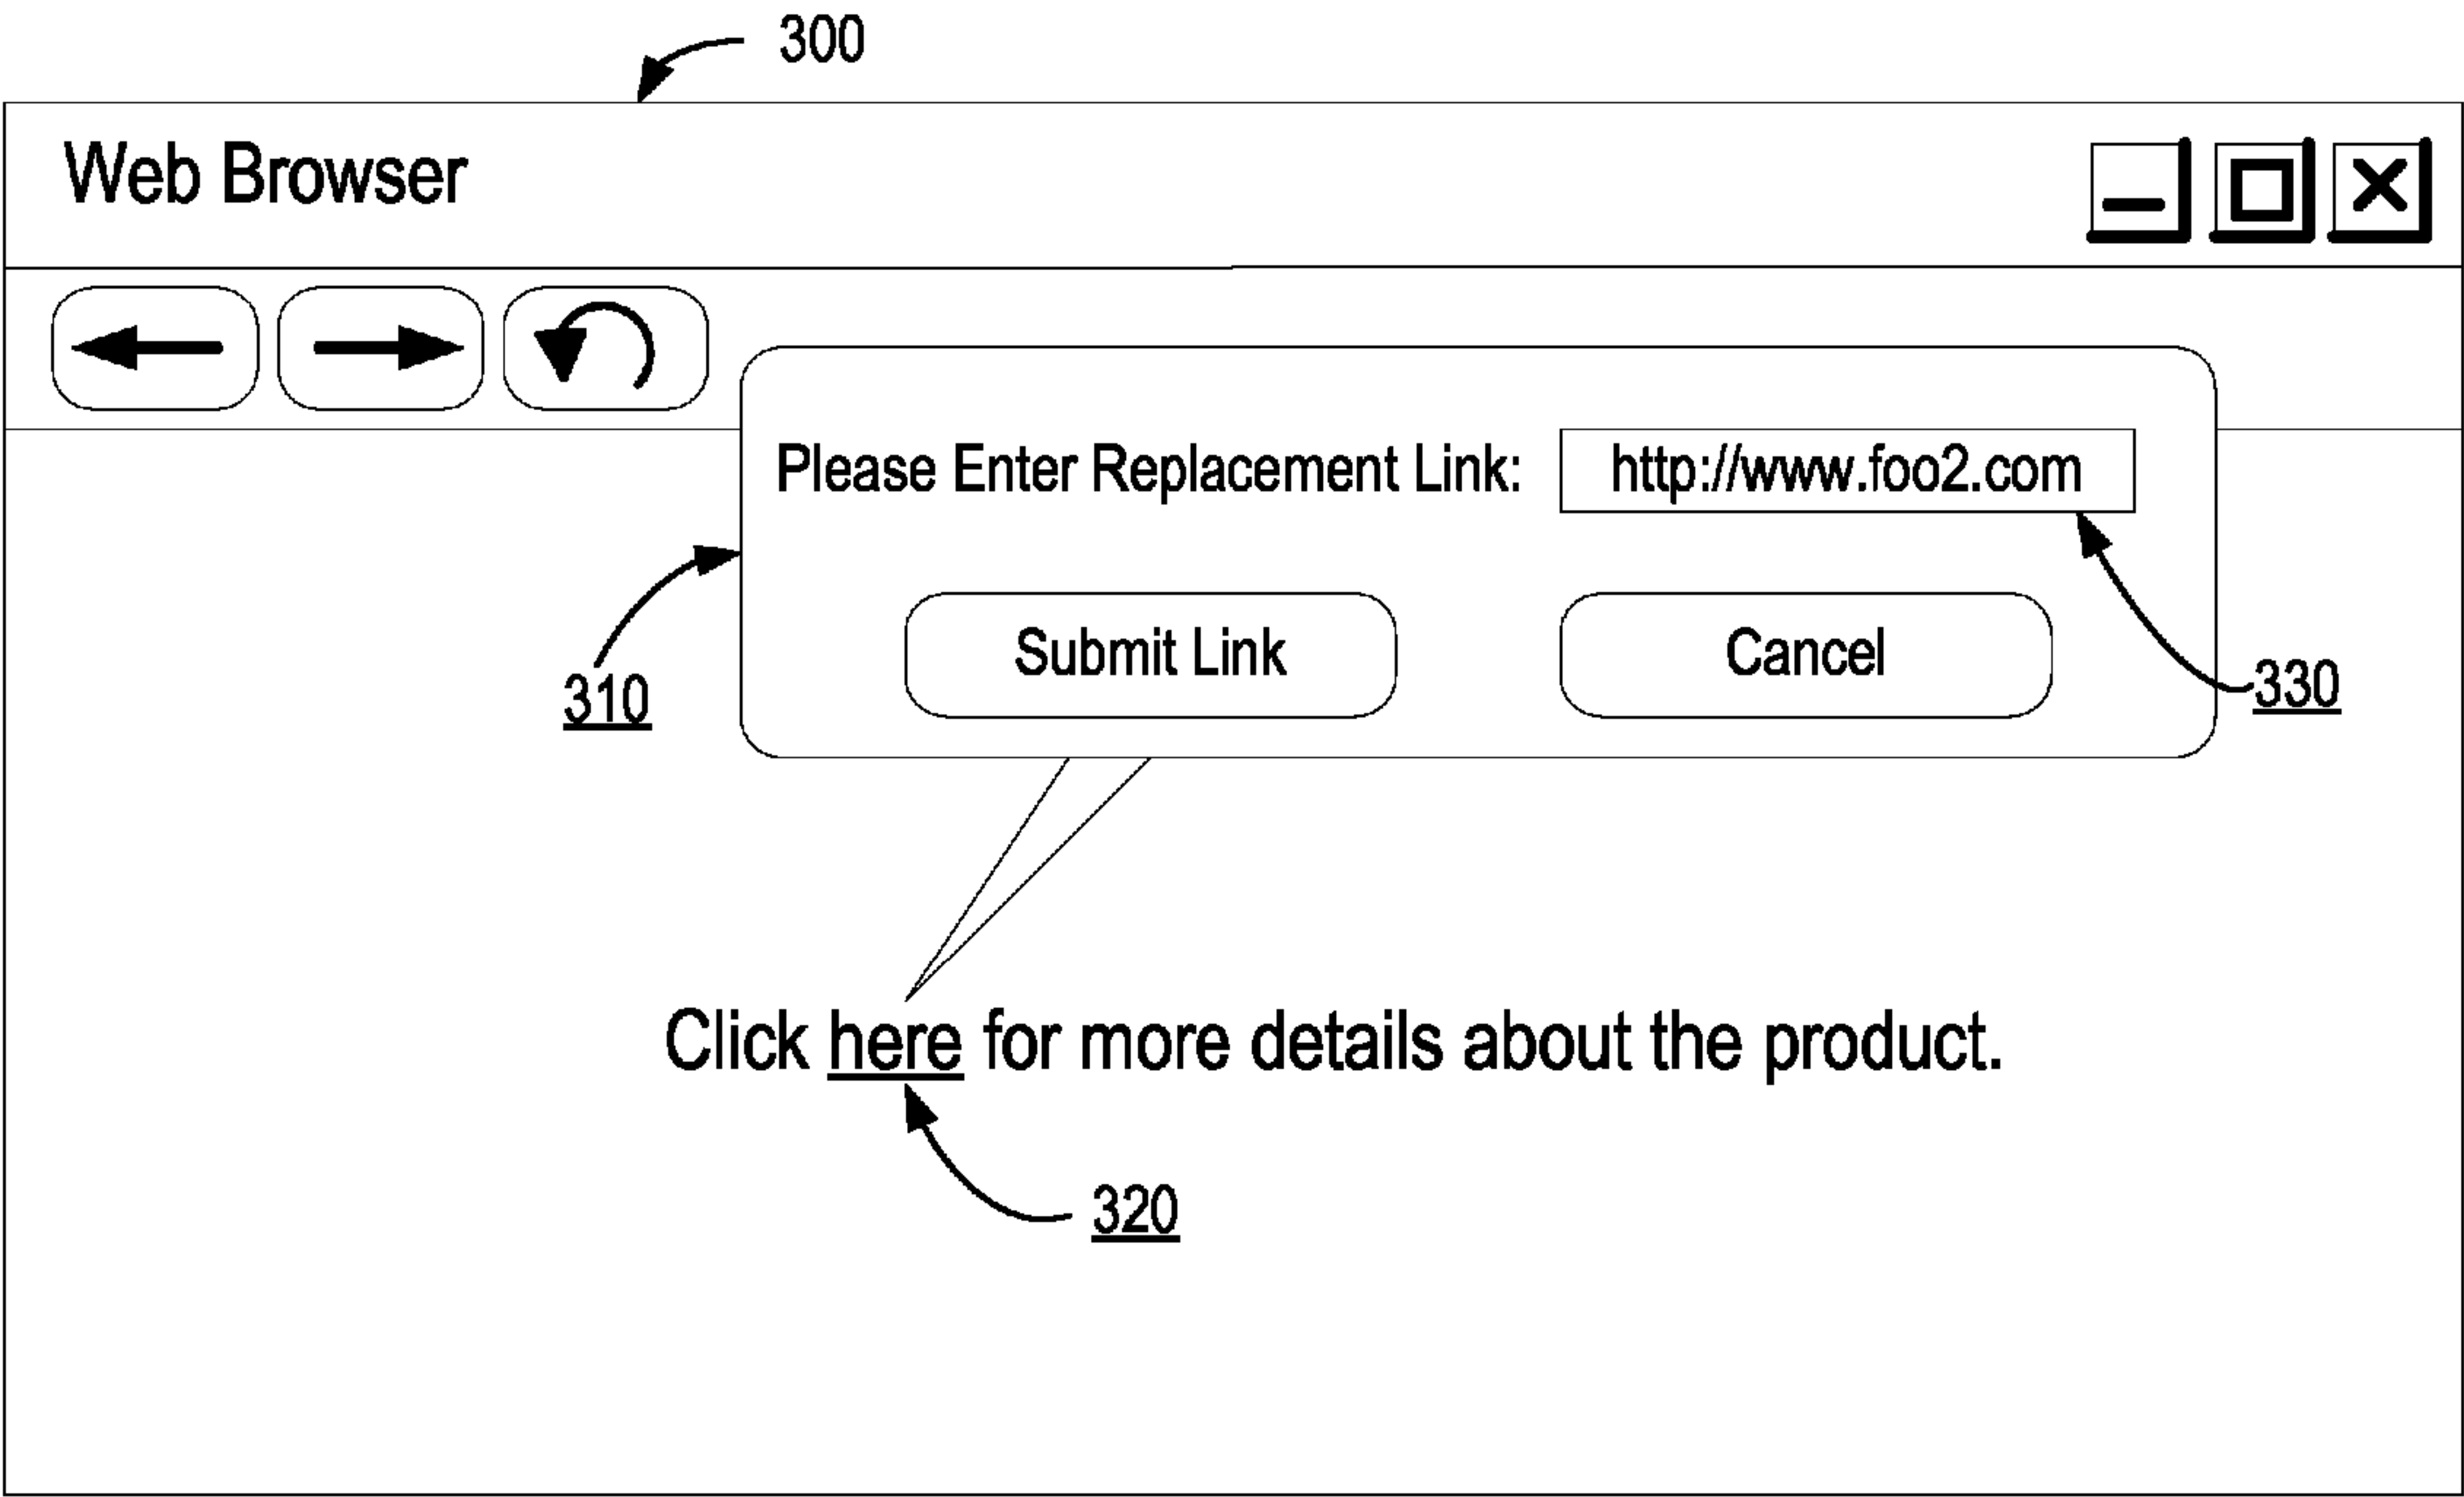 300
Web Browser
Please Enter Replacement Link: http://www.foo2.com
Submit Link Cancel
310
330
Click here for more details about the product.
320